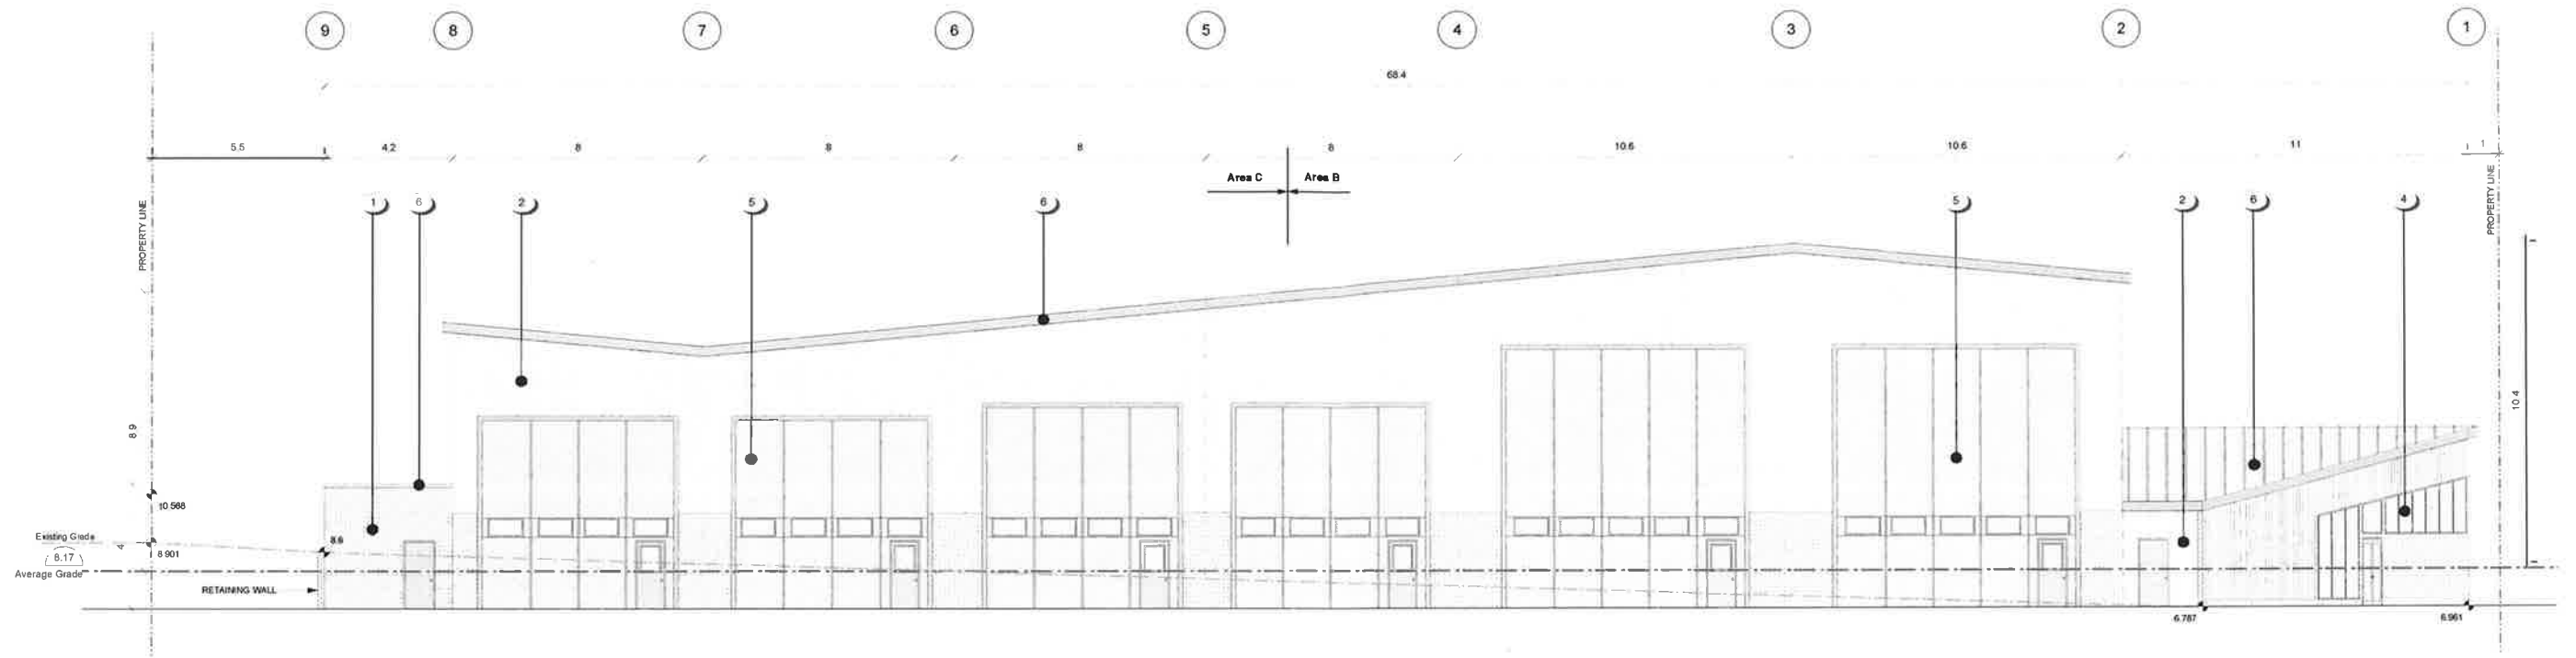 9 8 7 6 5 4 3 2 1
68.4
5.5 4.2 8 8 8 8 10.6 10.6 11 1
Area C Area B
1 6 2 5 6 5 2 6 4
PROPERTY LINE
PROPERTY LINE
10.4
8.9
10.568
Existing Grade
8.6
4
8.901
8.17
Average Grade
RETAINING WALL
6.787
6.961